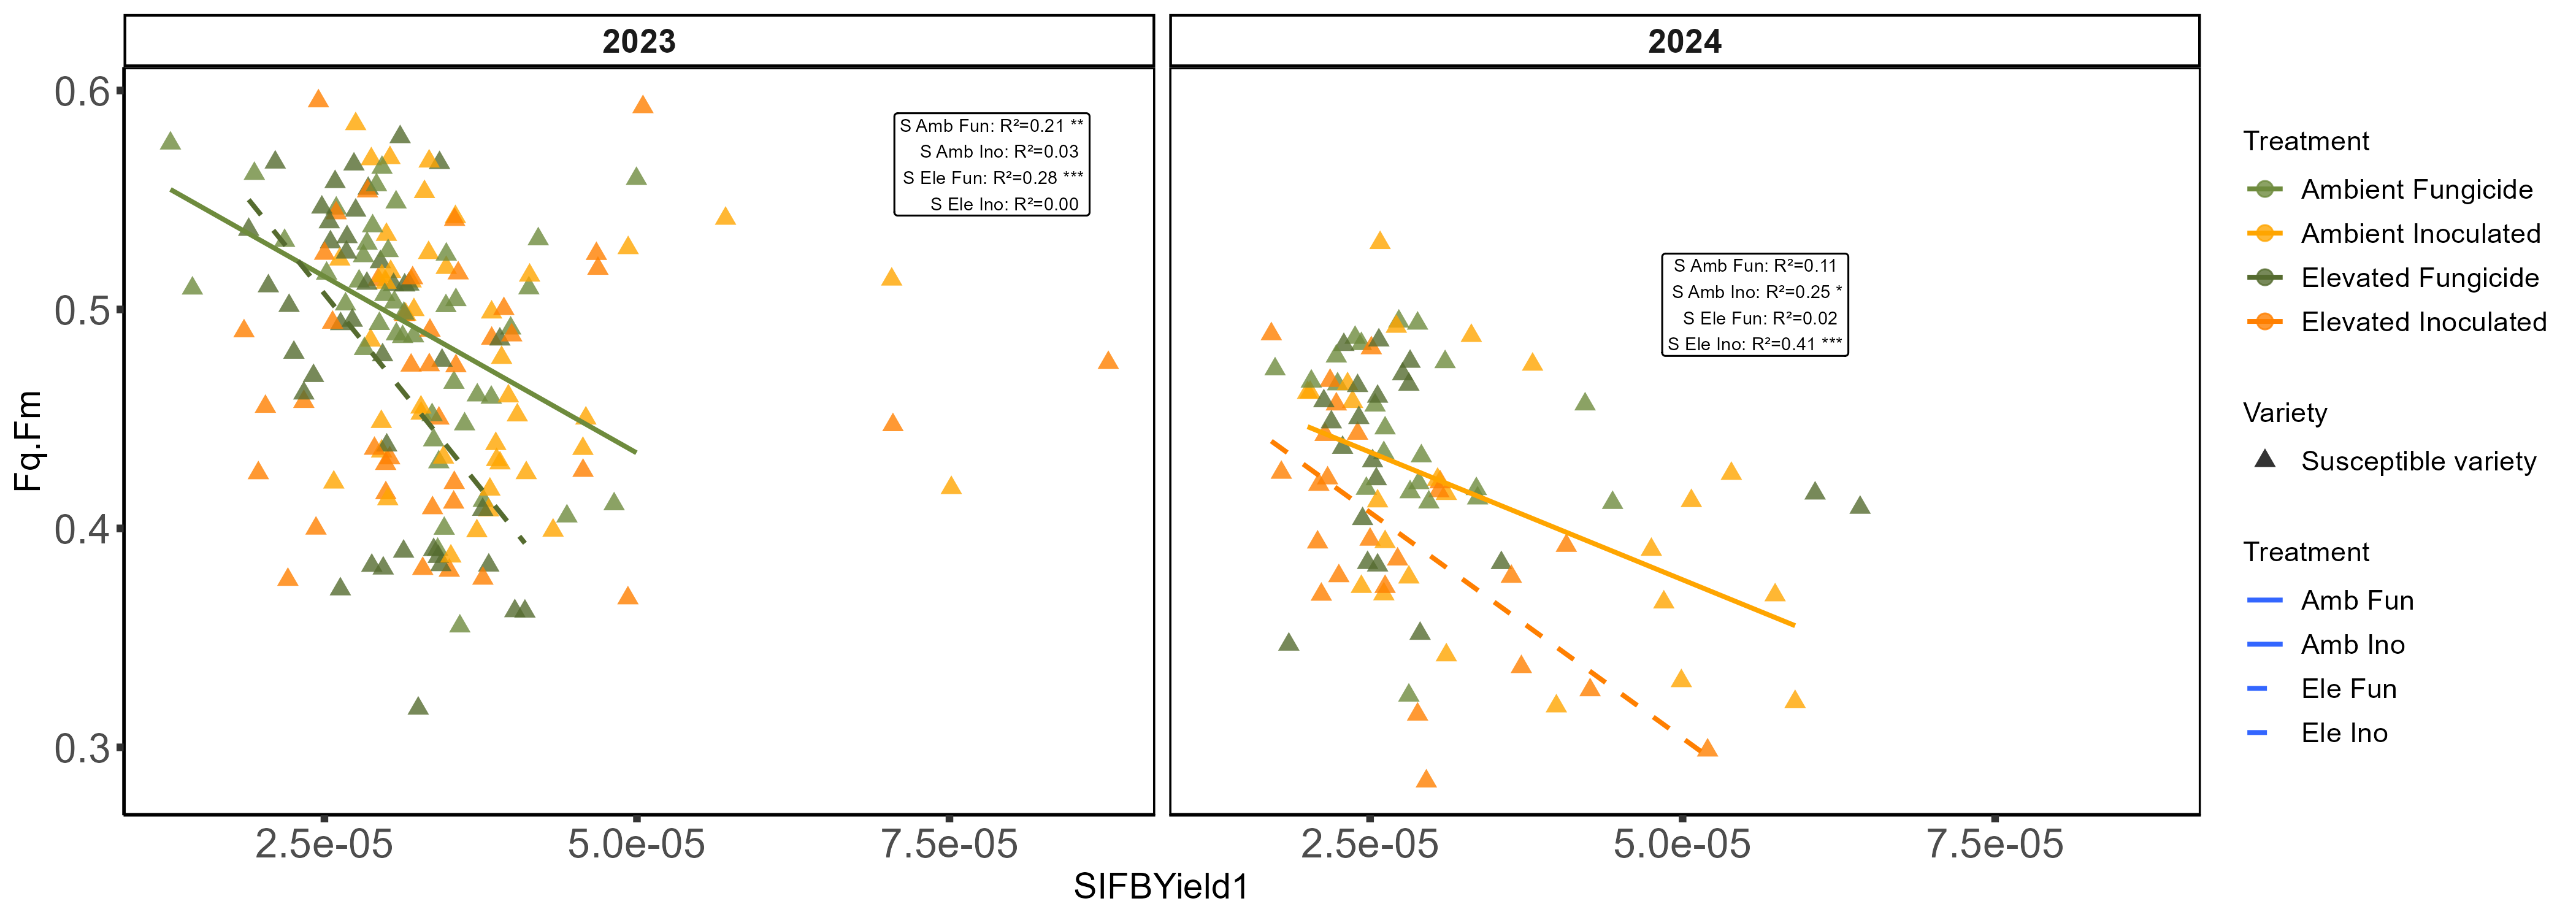 2023
2024
0.6
0.5
0.4
0.3
Fq.Fm
S Amb Fun: R²=0.21 **
S Amb Ino: R²=0.03
S Ele Fun: R²=0.28 ***
S Ele Ino: R²=0.00
S Amb Fun: R²=0.11
S Amb Ino: R²=0.25 *
S Ele Fun: R²=0.02
S Ele Ino: R²=0.41 ***
2.5e-05
5.0e-05
7.5e-05
2.5e-05
5.0e-05
7.5e-05
SIFBYield1
Treatment
Ambient Fungicide
Ambient Inoculated
Elevated Fungicide
Elevated Inoculated
Variety
Susceptible variety
Treatment
Amb Fun
Amb Ino
Ele Fun
Ele Ino